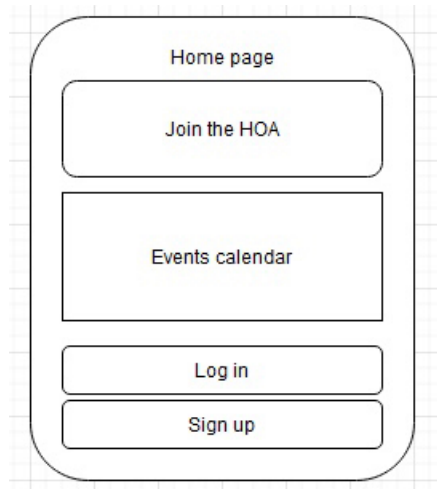 Home page
Join the HOA
Events calendar
Log in
Sign up